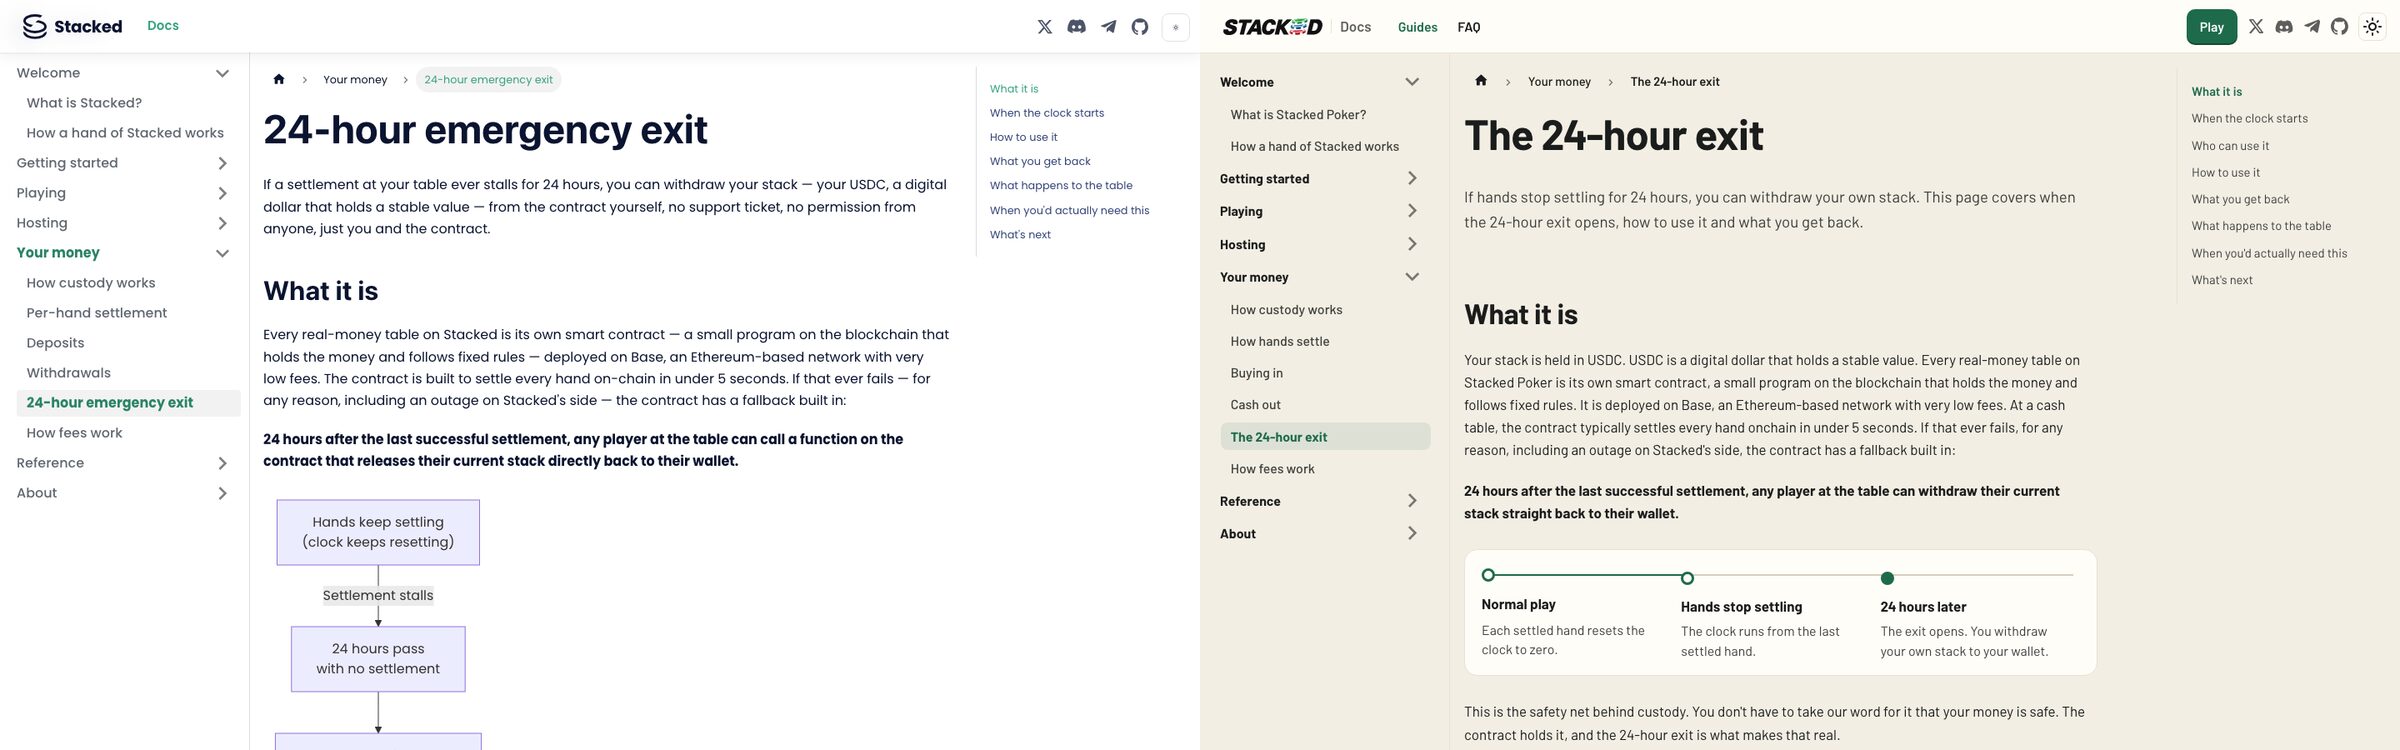 Stacked
Docs
Welcome
What is Stacked?
How a hand of Stacked works
Getting started
Playing
Hosting
Your money
How custody works
Per-hand settlement
Deposits
Withdrawals
24-hour emergency exit
How fees work
Reference
About
Your money
24-hour emergency exit
24-hour emergency exit
If a settlement at your table ever stalls for 24 hours, you can withdraw your stack — your USDC, a digital
dollar that holds a stable value — from the contract yourself, no support ticket, no permission from
anyone, just you and the contract.
What it is
Every real-money table on Stacked is its own smart contract — a small program on the blockchain that
holds the money and follows fixed rules — deployed on Base, an Ethereum-based network with very
low fees. The contract is built to settle every hand on-chain in under 5 seconds. If that ever fails — for
any reason, including an outage on Stacked's side — the contract has a fallback built in:
24 hours after the last successful settlement, any player at the table can call a function on the
contract that releases their current stack directly back to their wallet.
Hands keep settling
(clock keeps resetting)
Settlement stalls
24 hours pass
with no settlement
What it is
When the clock starts
How to use it
What you get back
What happens to the table
When you'd actually need this
What's next
STACKED
Docs
Guides
FAQ
Play
Welcome
What is Stacked Poker?
How a hand of Stacked works
Getting started
Playing
Hosting
Your money
How custody works
How hands settle
Buying in
Cash out
The 24-hour exit
How fees work
Reference
About
Your money
The 24-hour exit
The 24-hour exit
If hands stop settling for 24 hours, you can withdraw your own stack. This page covers when
the 24-hour exit opens, how to use it and what you get back.
What it is
Your stack is held in USDC. USDC is a digital dollar that holds a stable value. Every real-money table on
Stacked Poker is its own smart contract, a small program on the blockchain that holds the money and
follows fixed rules. It is deployed on Base, an Ethereum-based network with very low fees. At a cash
table, the contract typically settles every hand onchain in under 5 seconds. If that ever fails, for any
reason, including an outage on Stacked's side, the contract has a fallback built in:
24 hours after the last successful settlement, any player at the table can withdraw their current
stack straight back to their wallet.
Normal play
Each settled hand resets the
clock to zero.
Hands stop settling
The clock runs from the last
settled hand.
24 hours later
The exit opens. You withdraw
your own stack to your wallet.
This is the safety net behind custody. You don't have to take our word for it that your money is safe. The
contract holds it, and the 24-hour exit is what makes that real.
What it is
When the clock starts
Who can use it
How to use it
What you get back
What happens to the table
When you'd actually need this
What's next